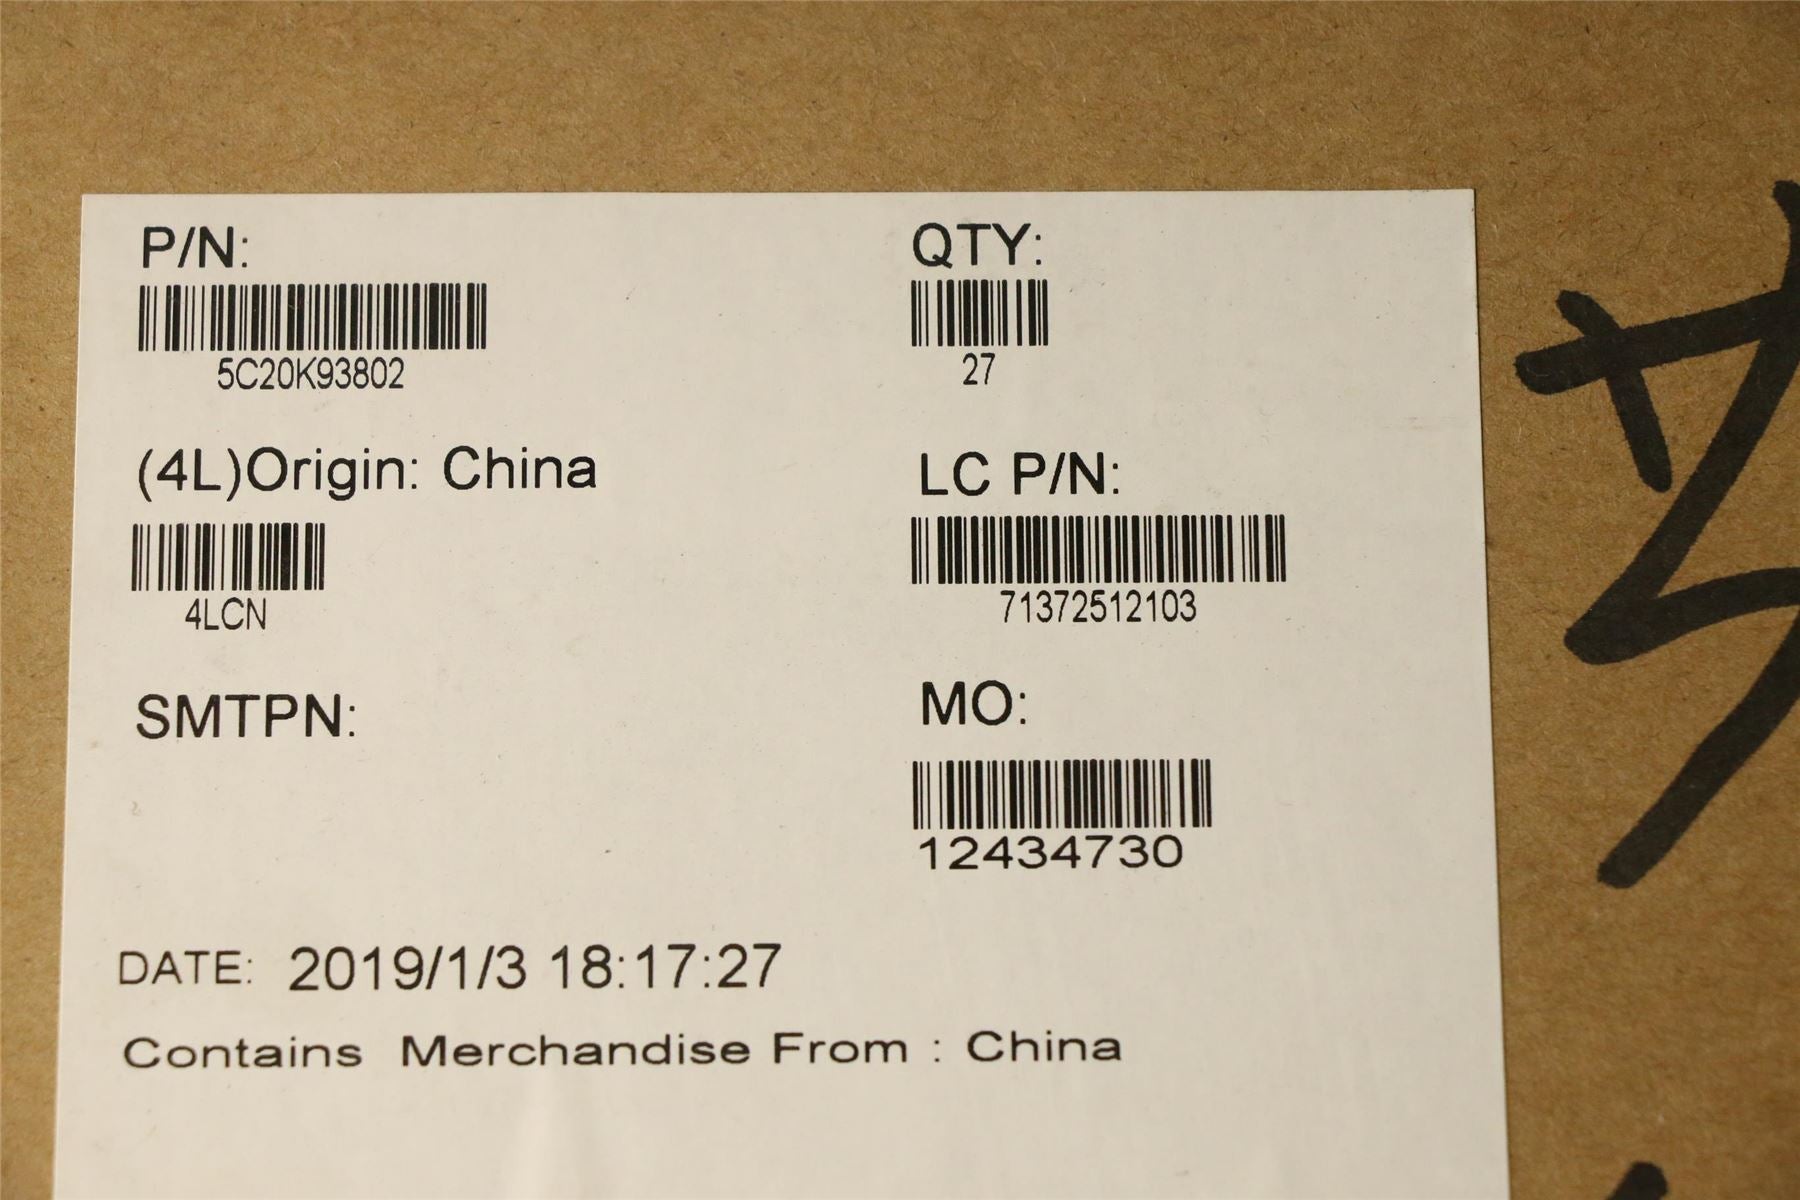 P/N:
QTY:
5C20K93802
27
(4L)Origin: China
LC P/N:
4LCN
71372512103
SMTPN:
MO:
12434730
DATE: 2019/1/3 18:17:27
Contains Merchandise From : China